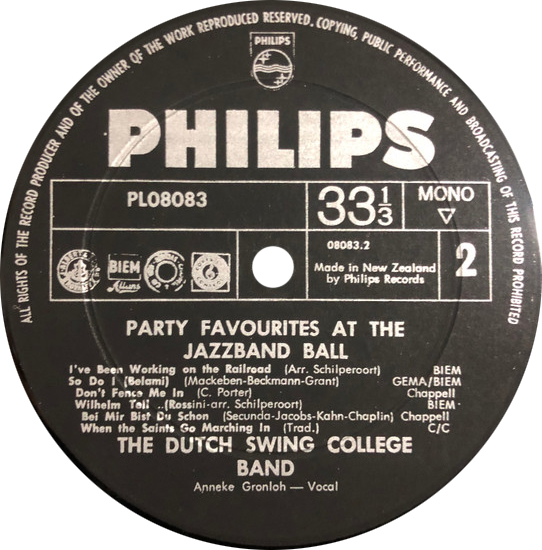 ALL RIGHTS OF THE RECORD PRODUCER AND OF THE OWNER OF THE WORK REPRODUCED RESERVED. COPYING, PUBLIC PERFORMANCE AND BROADCASTING OF THIS RECORD PROHIBITED
PHILIPS
PHILIPS
PL08083
33 1/3
MONO
08083.2
Made in New Zealand
by Philips Records
2
BIEM
PARTY FAVOURITES AT THE
JAZZBAND BALL
I've Been Working on the Railroad (Arr. Schilperoort) BIEM
So Do I (Belami) (Mackeben-Beckmann-Grant) GEMA/BIEM
Don't Fence Me In (C. Porter) Chappell
Wilhelm Tell ..(Rossini-arr. Schilperoort) BIEM
Bei Mir Bist Du Schon (Secunda-Jacobs-Kahn-Chaplin) Chappell
When the Saints Go Marching In (Trad.) C/C
THE DUTCH SWING COLLEGE
BAND
Anneke Gronloh — Vocal